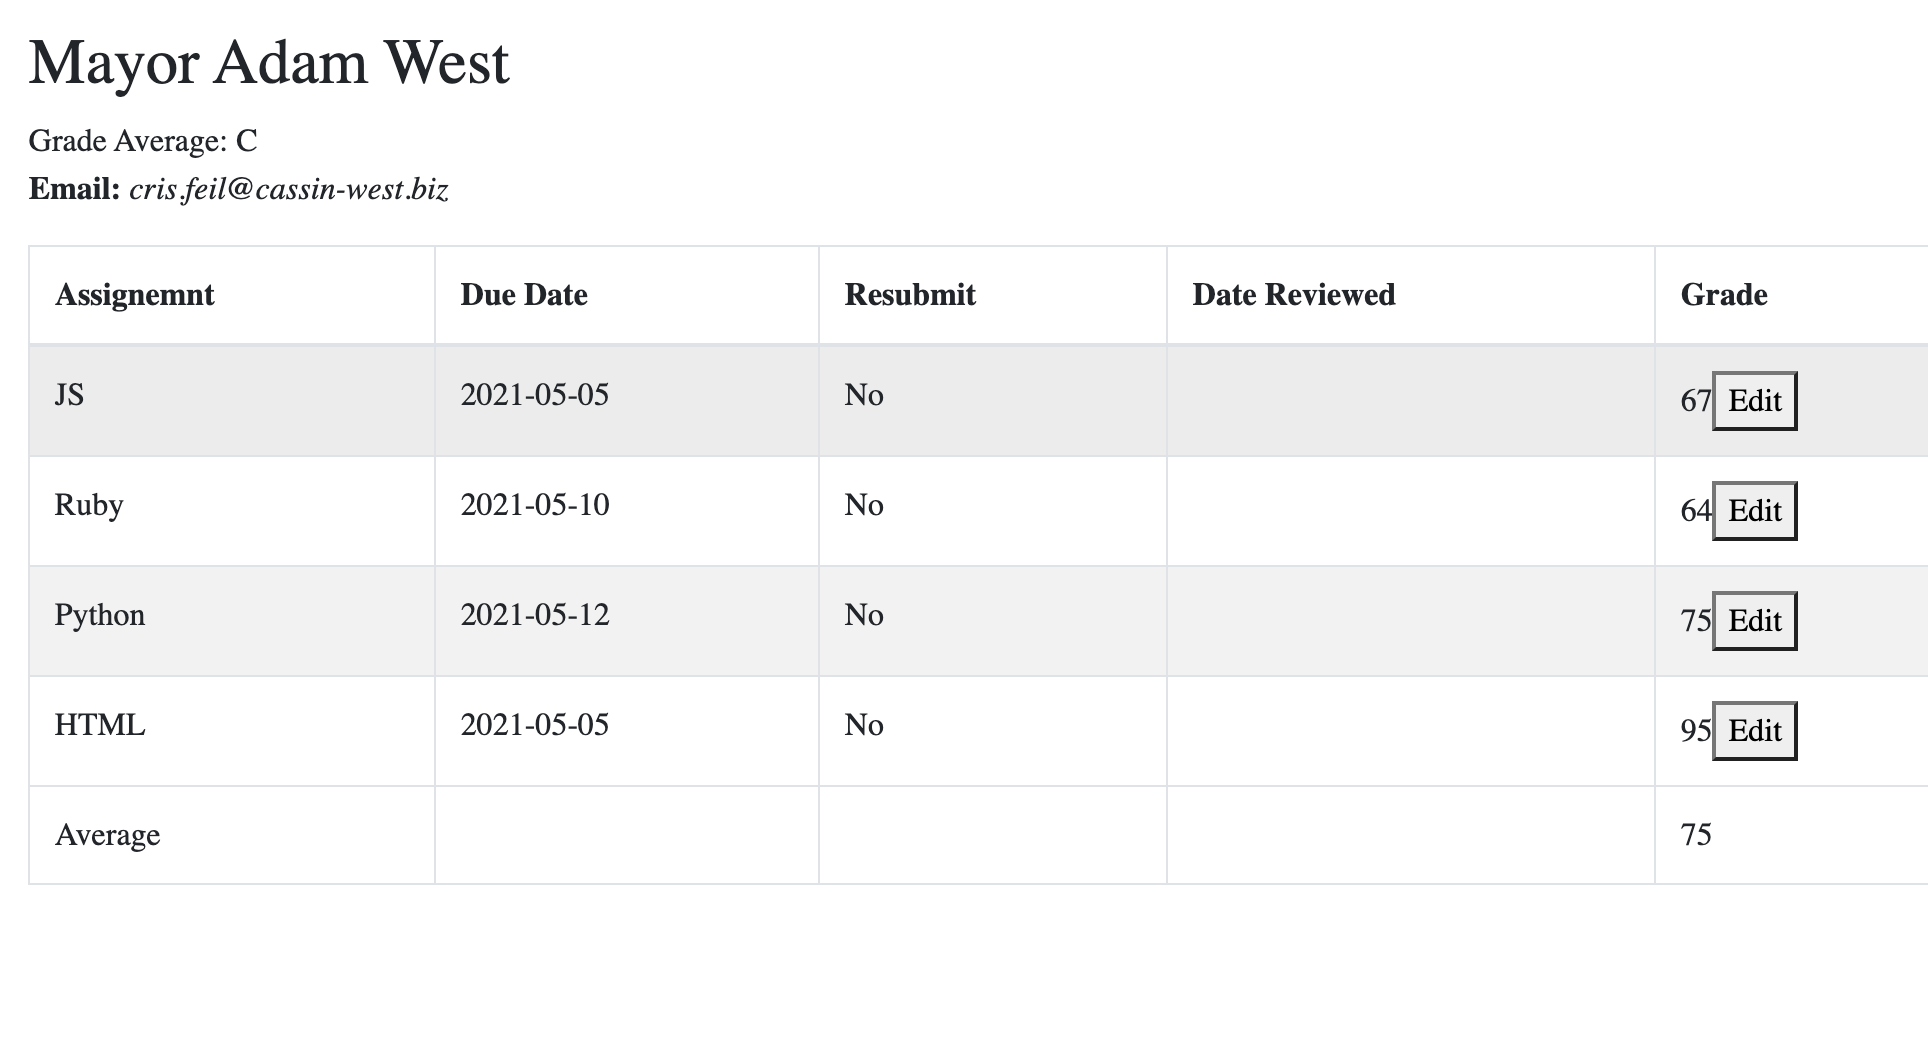 Mayor Adam West
Grade Average: C
Email: cris.feil@cassin-west.biz
Assignemnt Due Date Resubmit Date Reviewed Grade
JS 2021-05-05 No 67 Edit
Ruby 2021-05-10 No 64 Edit
Python 2021-05-12 No 75 Edit
HTML 2021-05-05 No 95 Edit
Average 75